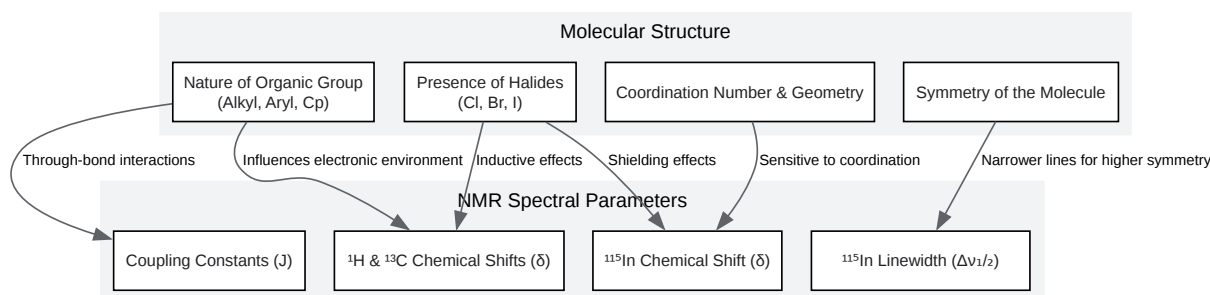 Molecular Structure
Nature of Organic Group
(Alkyl, Aryl, Cp)
Presence of Halides
(Cl, Br, I)
Coordination Number & Geometry
Symmetry of the Molecule
Through-bond interactions
Influences electronic environment
Inductive effects
Shielding effects
Sensitive to coordination
Narrower lines for higher symmetry
NMR Spectral Parameters
Coupling Constants (J)
¹H & ¹³C Chemical Shifts (δ)
¹¹⁵In Chemical Shift (δ)
¹¹⁵In Linewidth (Δν₁/₂)